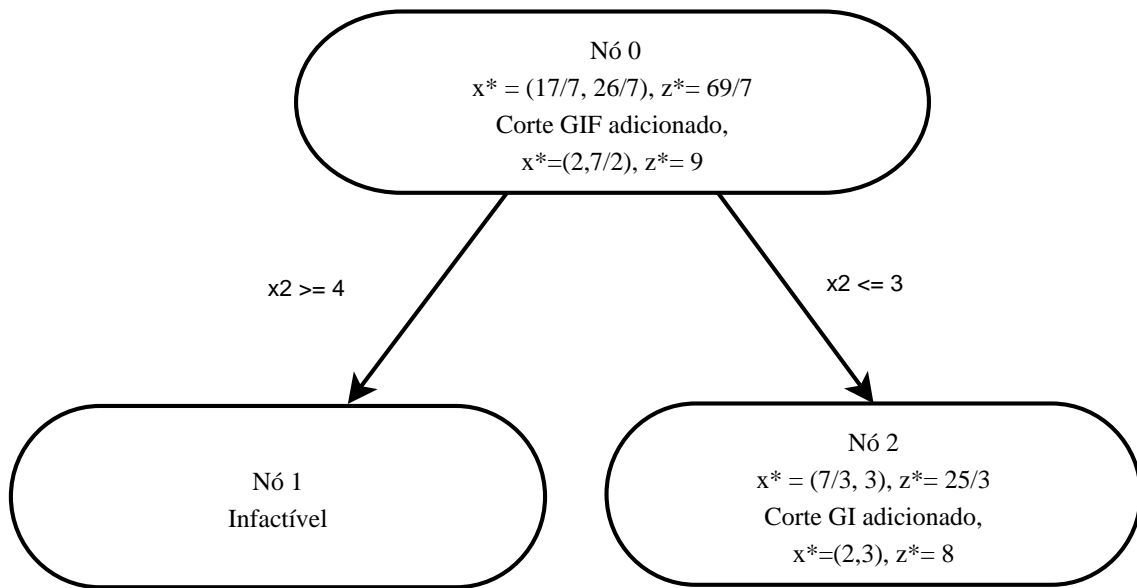 Nó 0
x* = (17/7, 26/7), z*= 69/7
Corte GIF adicionado,
x*=(2,7/2), z*= 9
x2 >= 4
x2 <= 3
Nó 1
Infactível
Nó 2
x* = (7/3, 3), z*= 25/3
Corte GI adicionado,
x*=(2,3), z*= 8